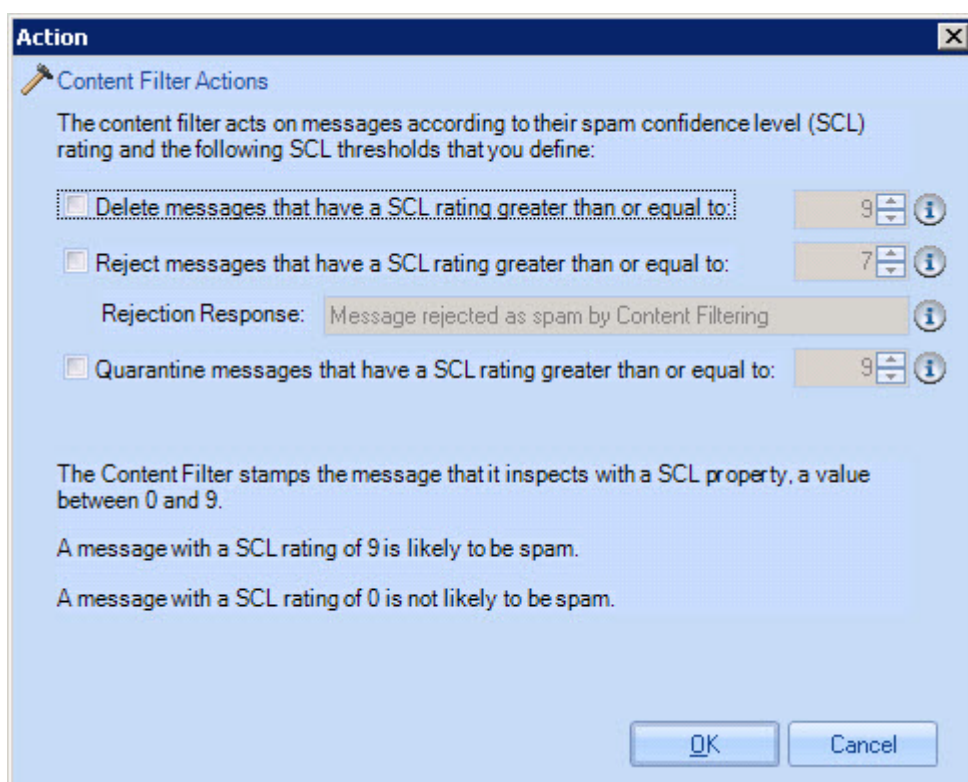 Action
Content Filter Actions
The content filter acts on messages according to their spam confidence level (SCL)
rating and the following SCL thresholds that you define:
Delete messages that have a SCL rating greater than or equal to: 9
Reject messages that have a SCL rating greater than or equal to: 7
Rejection Response: Message rejected as spam by Content Filtering
Quarantine messages that have a SCL rating greater than or equal to: 9
The Content Filter stamps the message that it inspects with a SCL property, a value
between 0 and 9.
A message with a SCL rating of 9 is likely to be spam.
A message with a SCL rating of 0 is not likely to be spam.
OK Cancel